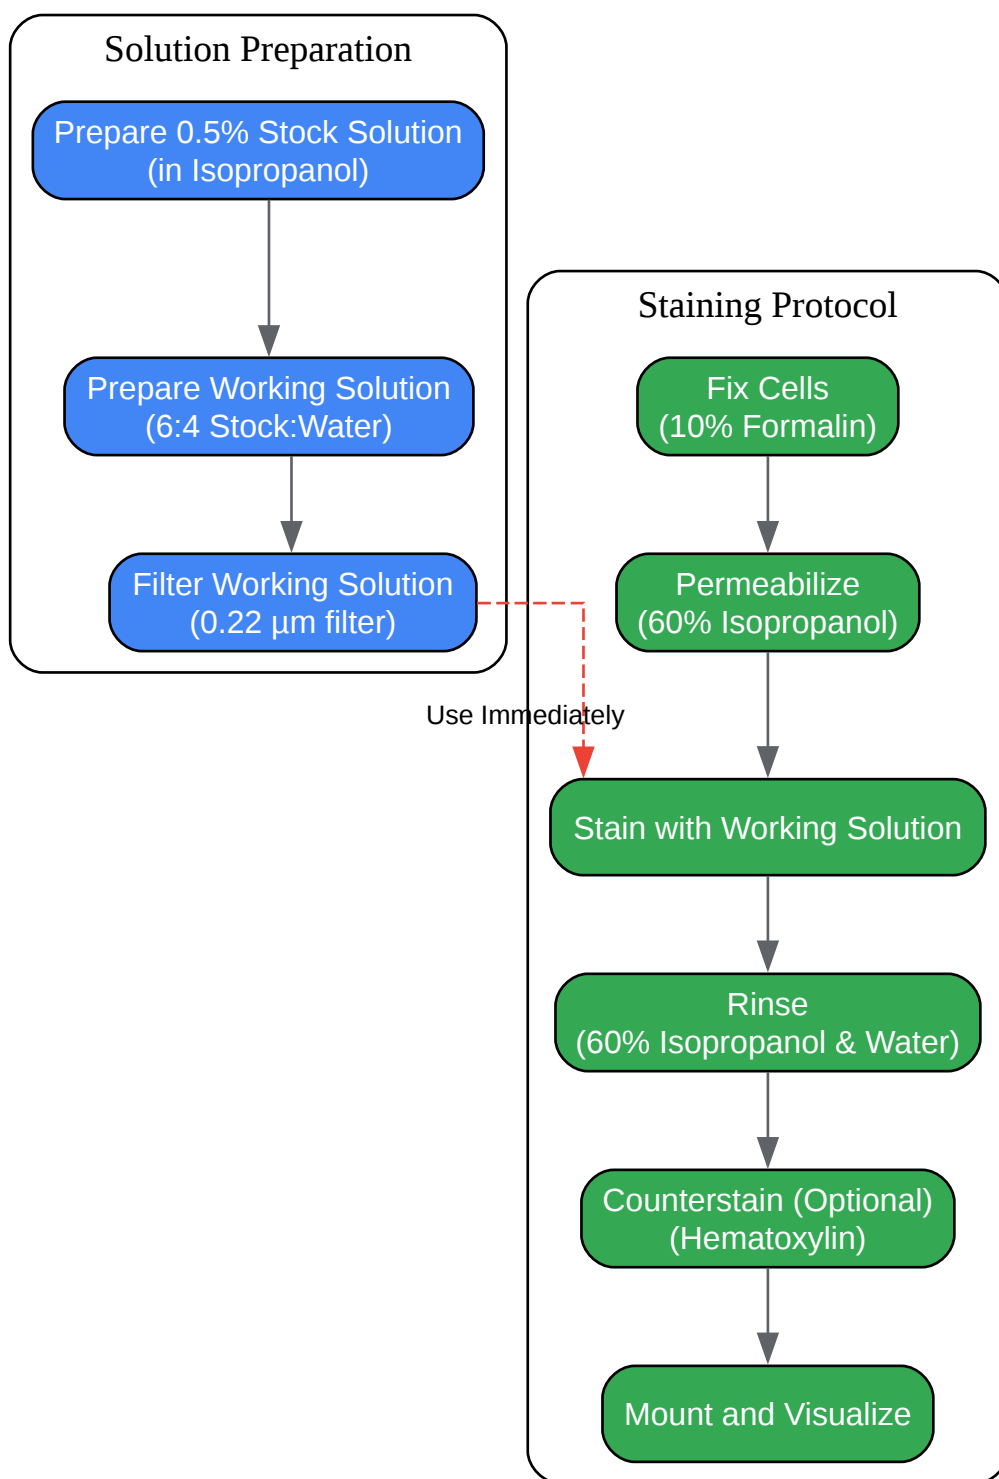 Solution Preparation
Prepare 0.5% Stock Solution
(in Isopropanol)
Prepare Working Solution
(6:4 Stock:Water)
Filter Working Solution
(0.22 µm filter)
Use Immediately
Staining Protocol
Fix Cells
(10% Formalin)
Permeabilize
(60% Isopropanol)
Stain with Working Solution
Rinse
(60% Isopropanol & Water)
Counterstain (Optional)
(Hematoxylin)
Mount and Visualize